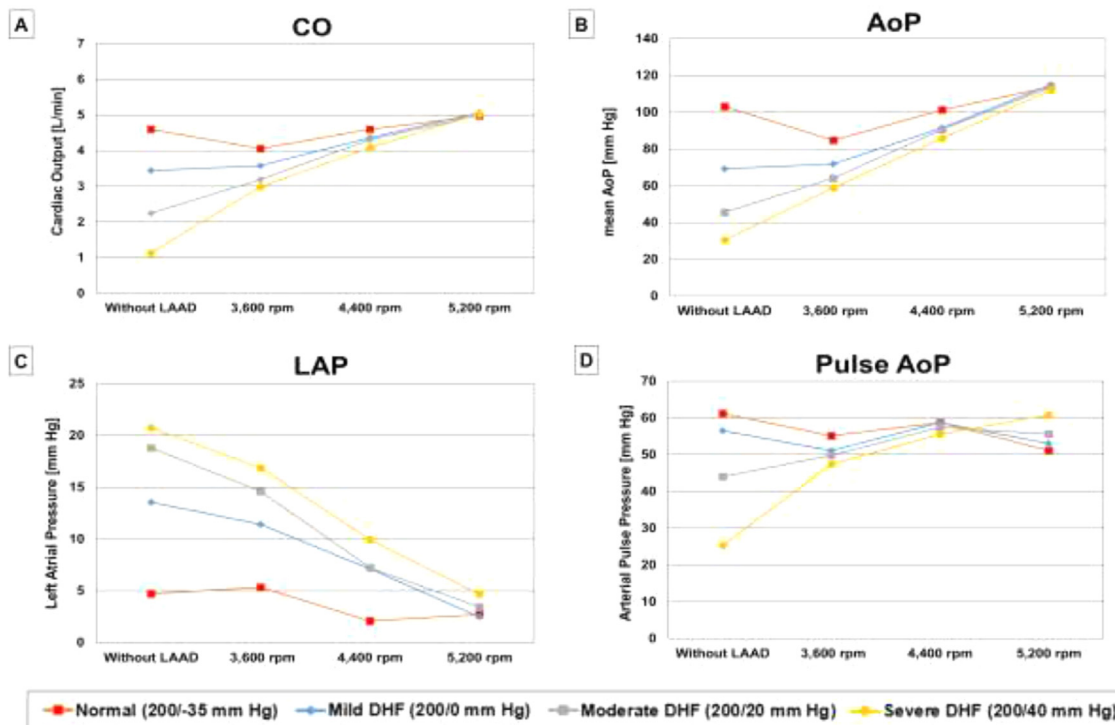 A
CO
Cardiac Output [L/min]
7
6
5
4
3
2
1
0
Without LAAD 3,600 rpm 4,400 rpm 5,200 rpm
B
AoP
mean AoP [mm Hg]
140
120
100
80
60
40
20
0
Without LAAD 3,600 rpm 4,400 rpm 5,200 rpm
C
LAP
Left Atrial Pressure [mm Hg]
25
20
15
10
5
0
Without LAAD 3,600 rpm 4,400 rpm 5,200 rpm
D
Pulse AoP
Arterial Pulse Pressure [mm Hg]
70
60
50
40
30
20
10
0
Without LAAD 3,600 rpm 4,400 rpm 5,200 rpm
Normal (200/-35 mm Hg) Mild DHF (200/0 mm Hg) Moderate DHF (200/20 mm Hg) Severe DHF (200/40 mm Hg)